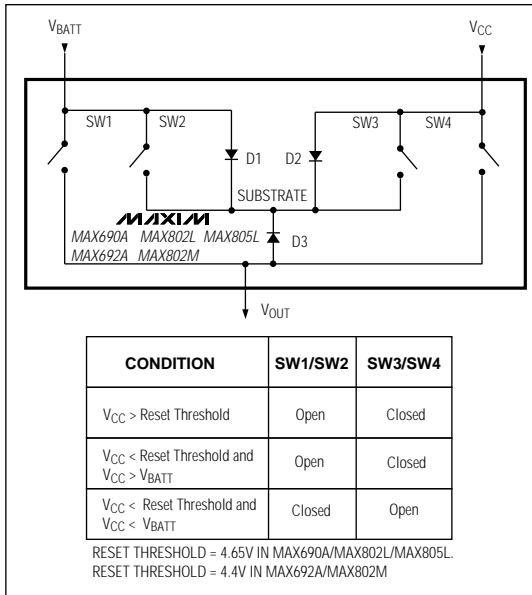 VBATT VCC
SW1 SW2 SW3 SW4
D1 D2
SUBSTRATE
MAXIM
MAX690A MAX802L MAX805L
D3
MAX692A MAX802M
VOUT
CONDITION SW1/SW2 SW3/SW4
VCC > Reset Threshold Open Closed
VCC < Reset Threshold and
VCC > VBATT Open Closed
VCC < Reset Threshold and
VCC < VBATT Closed Open
RESET THRESHOLD = 4.65V IN MAX690A/MAX802L/MAX805L.
RESET THRESHOLD = 4.4V IN MAX692A/MAX802M